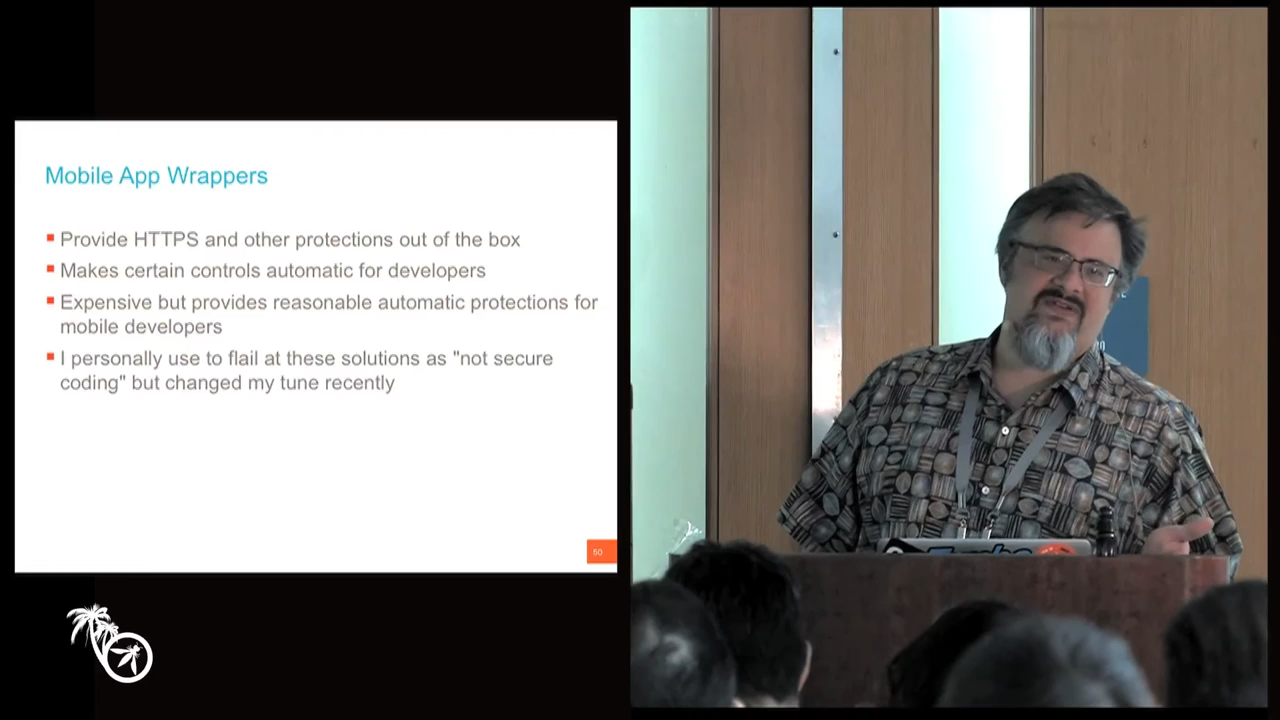 Mobile App Wrappers
Provide HTTPS and other protections out of the box
Makes certain controls automatic for developers
Expensive but provides reasonable automatic protections for
mobile developers
I personally use to flail at these solutions as "not secure
coding" but changed my tune recently
50